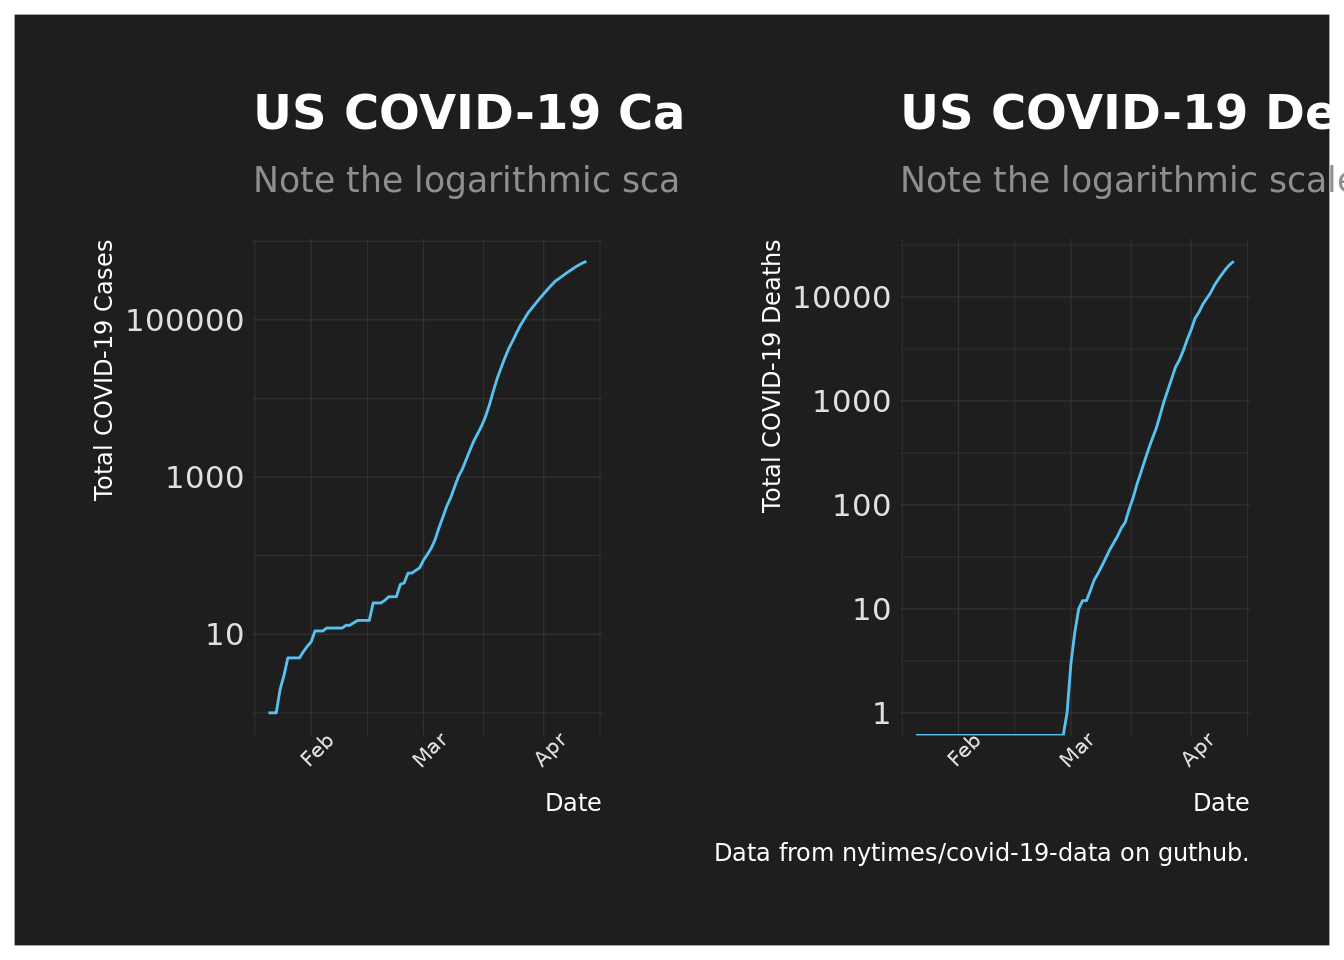 US COVID-19 Ca
Note the logarithmic sca
Total COVID-19 Cases
100000
1000
10
Feb
Mar
Apr
Date
US COVID-19 De
Note the logarithmic scale
Total COVID-19 Deaths
10000
1000
100
10
1
Feb
Mar
Apr
Date
Data from nytimes/covid-19-data on guthub.